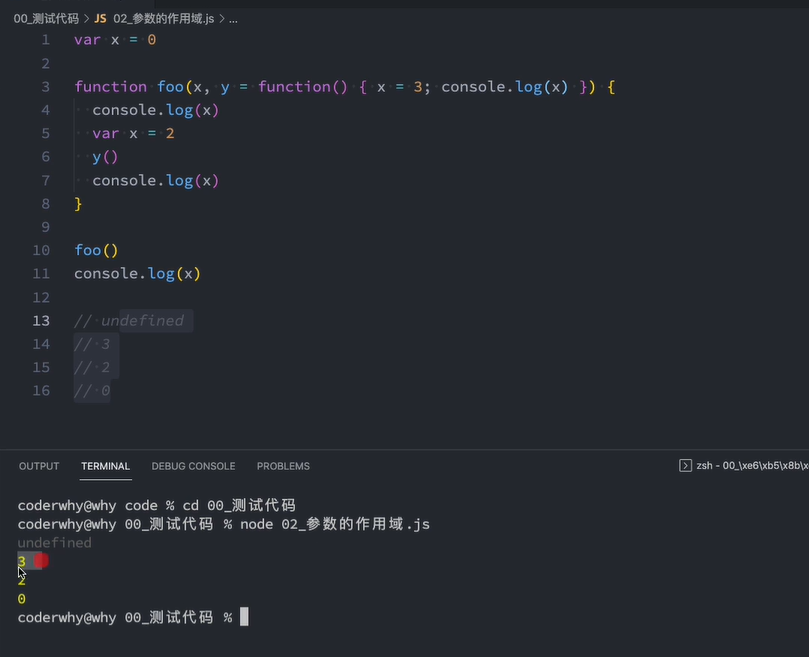 00_测试代码 > JS 02_参数的作用域.js > ...
1 var x = 0
2
3 function foo(x, y = function() { x = 3; console.log(x) }) {
4 console.log(x)
5 var x = 2
6 y()
7 console.log(x)
8 }
9
10 foo()
11 console.log(x)
12
13 // undefined
14 // 3
15 // 2
16 // 0
OUTPUT TERMINAL DEBUG CONSOLE PROBLEMS zsh - 00_\xe6\xb5\x8b\x
coderwhy@why code % cd 00_测试代码
coderwhy@why 00_测试代码 % node 02_参数的作用域.js
undefined
3
2
0
coderwhy@why 00_测试代码 %